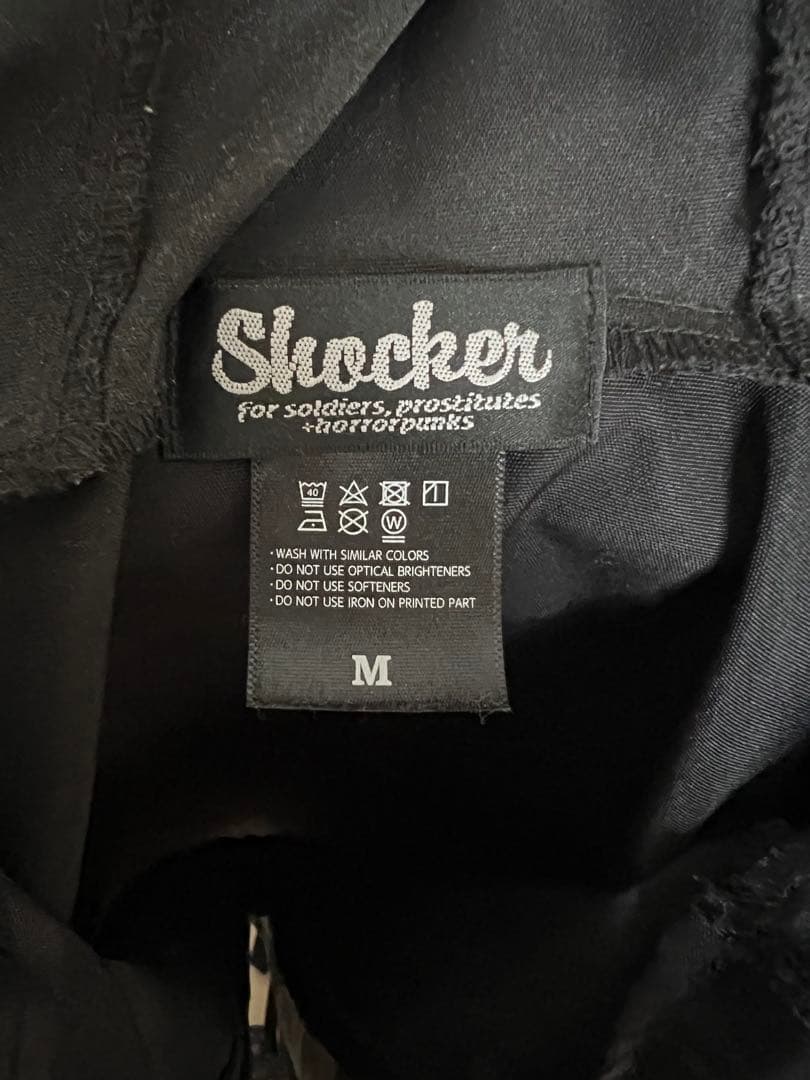 Shocker
for soldiers, prostitutes
+horrorpunks
40
W
· WASH WITH SIMILAR COLORS
· DO NOT USE OPTICAL BRIGHTENERS
· DO NOT USE SOFTENERS
· DO NOT USE IRON ON PRINTED PART
M